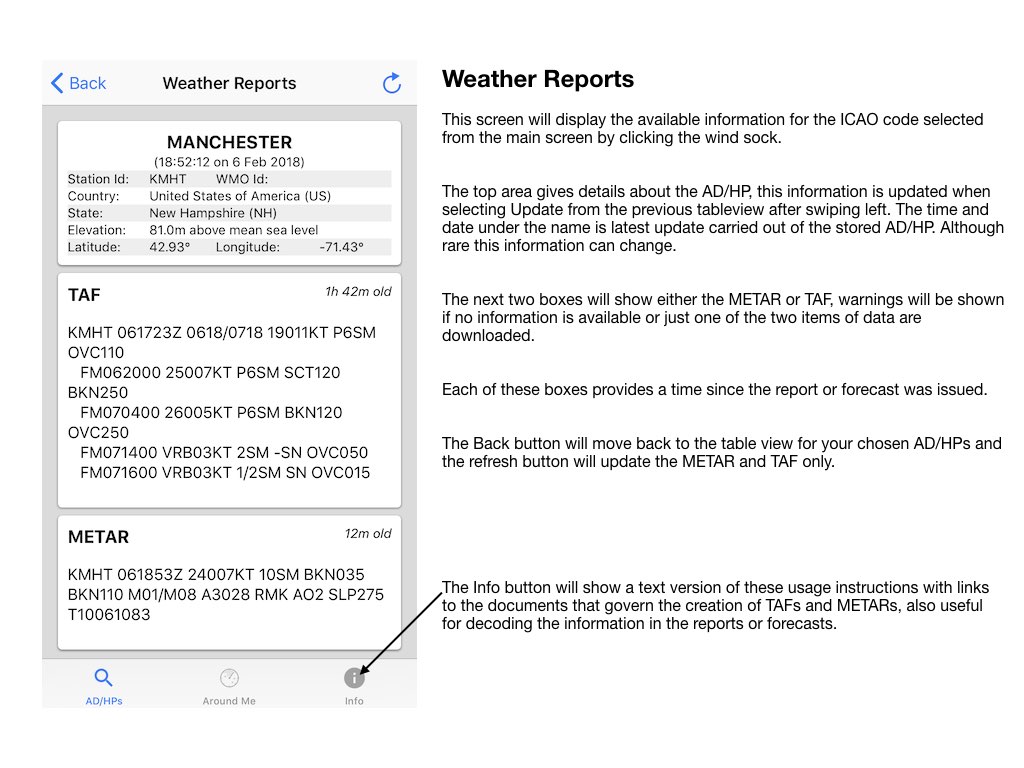 Back
Weather Reports
MANCHESTER
(18:52:12 on 6 Feb 2018)
Station Id: KMHT WMO Id:
Country: United States of America (US)
State: New Hampshire (NH)
Elevation: 81.0m above mean sea level
Latitude: 42.93° Longitude: -71.43°
TAF 1h 42m old
KMHT 061723Z 0618/0718 19011KT P6SM
OVC110
FM062000 25007KT P6SM SCT120
BKN250
FM070400 26005KT P6SM BKN120
OVC250
FM071400 VRB03KT 2SM -SN OVC050
FM071600 VRB03KT 1/2SM SN OVC015
METAR 12m old
KMHT 061853Z 24007KT 10SM BKN035
BKN110 M01/M08 A3028 RMK AO2 SLP275
T10061083
AD/HPs Around Me Info
Weather Reports
This screen will display the available information for the ICAO code selected
from the main screen by clicking the wind sock.
The top area gives details about the AD/HP, this information is updated when
selecting Update from the previous tableview after swiping left. The time and
date under the name is latest update carried out of the stored AD/HP. Although
rare this information can change.
The next two boxes will show either the METAR or TAF, warnings will be shown
if no information is available or just one of the two items of data are
downloaded.
Each of these boxes provides a time since the report or forecast was issued.
The Back button will move back to the table view for your chosen AD/HPs and
the refresh button will update the METAR and TAF only.
The Info button will show a text version of these usage instructions with links
to the documents that govern the creation of TAFs and METARs, also useful
for decoding the information in the reports or forecasts.